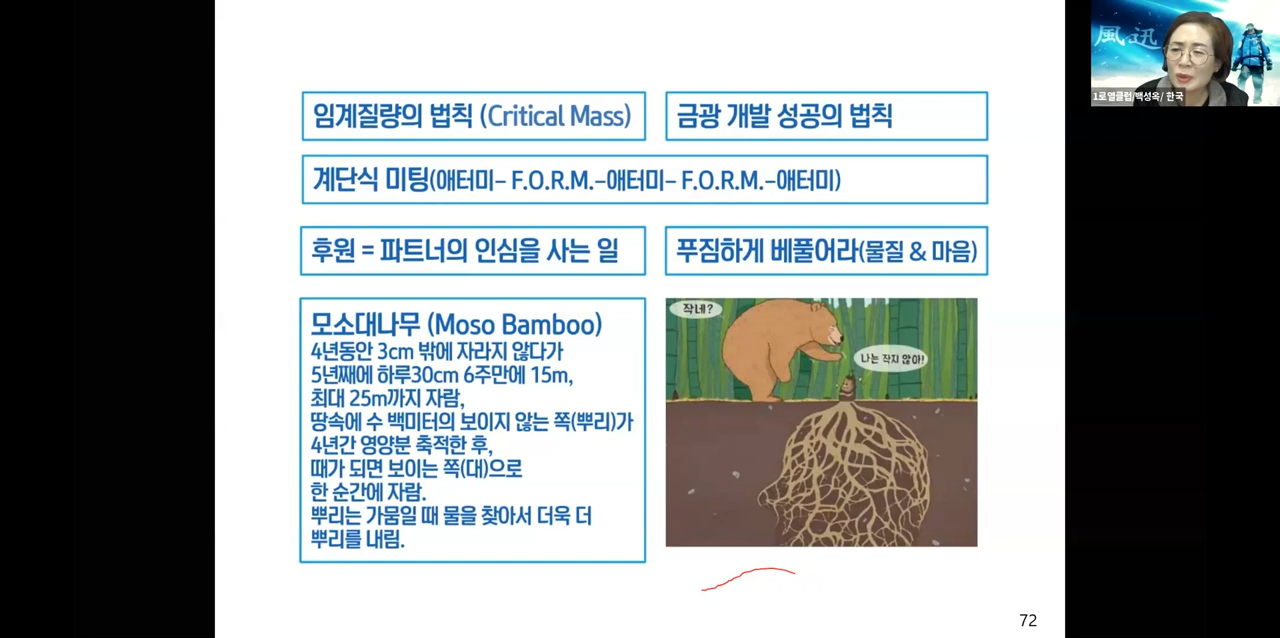 임계질량의 법칙 (Critical Mass)
금광 개발 성공의 법칙
계단식 미팅(애터미– F.O.R.M.–애터미– F.O.R.M.–애터미)
후원 = 파트너의 인심을 사는 일
푸짐하게 베풀어라(물질 & 마음)
모소대나무 (Moso Bamboo)
4년동안 3cm 밖에 자라지 않다가
5년째에 하루30cm 6주만에 15m,
최대 25m까지 자람,
땅속에 수 백미터의 보이지 않는 쪽(뿌리)가
4년간 영양분 축적한 후,
때가 되면 보이는 쪽(대)으로
한 순간에 자람.
뿌리는 가뭄일 때 물을 찾아서 더욱 더
뿌리를 내림.
작네?
나는 작지 않아!
72
風迅
1로열클럽/백성옥/ 한국